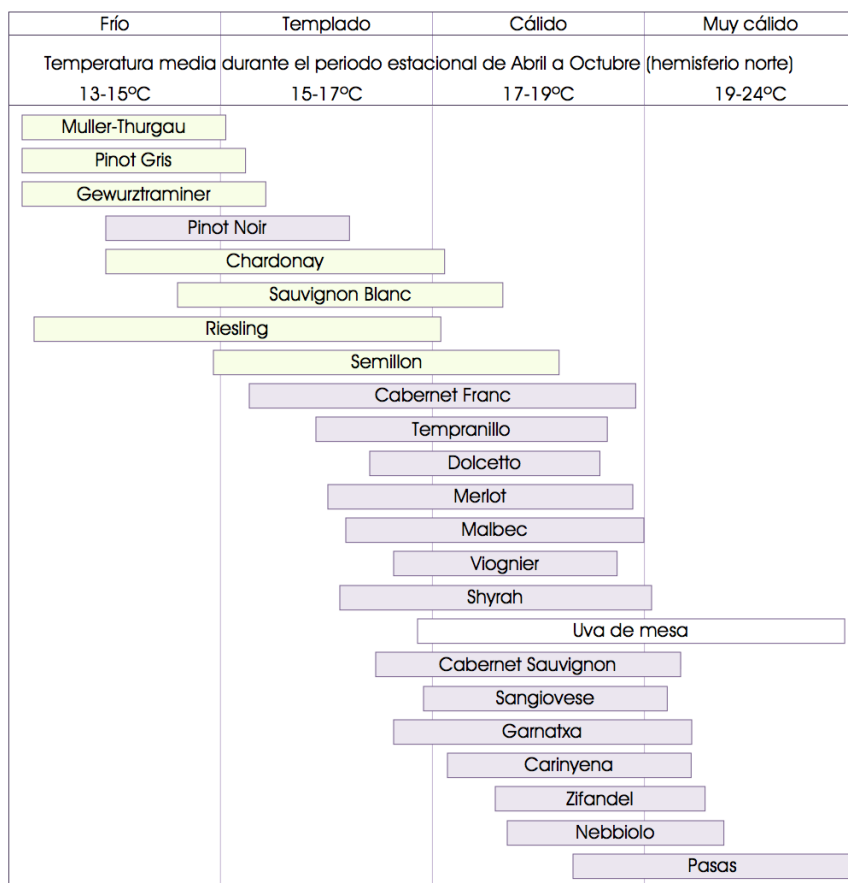 Frío Templado Cálido Muy cálido
Temperatura media durante el periodo estacional de Abril a Octubre (hemisferio norte)
13-15ºC 15-17ºC 17-19ºC 19-24ºC
Muller-Thurgau
Pinot Gris
Gewurztraminer
Pinot Noir
Chardonay
Sauvignon Blanc
Riesling
Semillon
Cabernet Franc
Tempranillo
Dolcetto
Merlot
Malbec
Viognier
Shyrah
Uva de mesa
Cabernet Sauvignon
Sangiovese
Garnatxa
Carinyena
Zifandel
Nebbiolo
Pasas